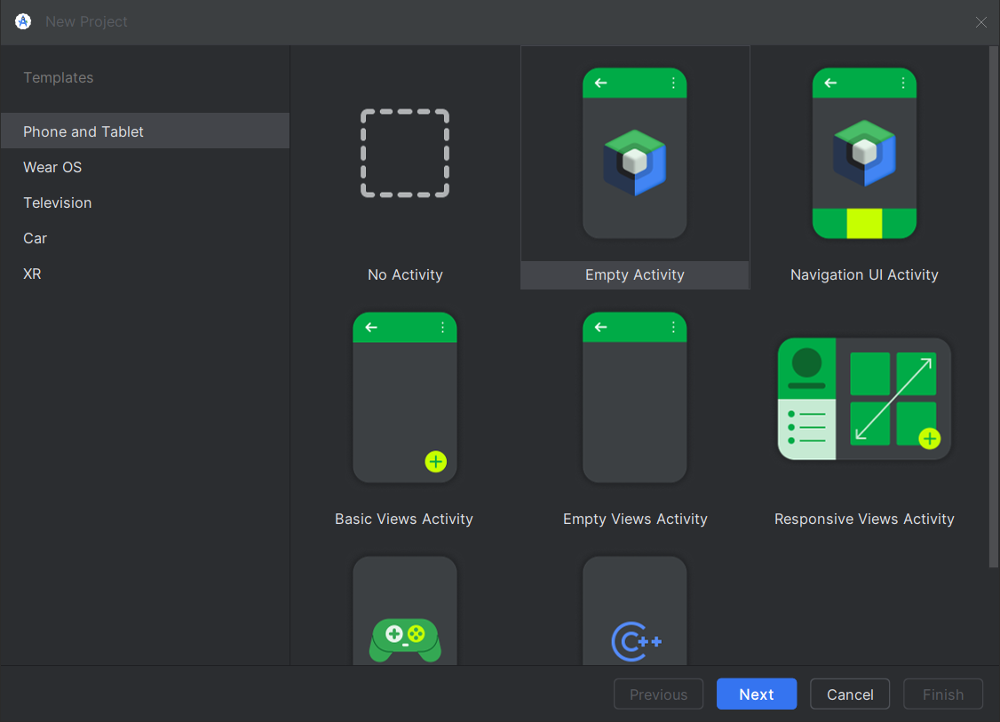 New Project
Templates
Phone and Tablet
Wear OS
Television
Car
XR
No Activity
Empty Activity
Navigation UI Activity
Basic Views Activity
Empty Views Activity
Responsive Views Activity
C++
Previous
Next
Cancel
Finish